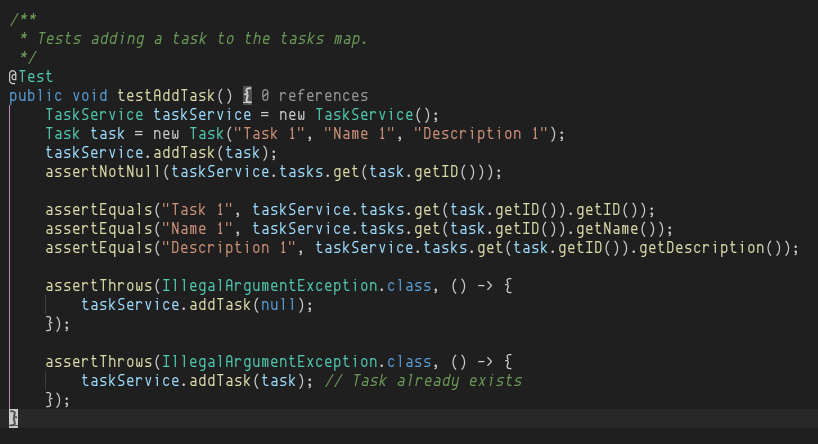 /**
 * Tests adding a task to the tasks map.
 */
@Test
public void testAddTask() { 0 references
    TaskService taskService = new TaskService();
    Task task = new Task("Task 1", "Name 1", "Description 1");
    taskService.addTask(task);
    assertNotNull(taskService.tasks.get(task.getID()));

    assertEquals("Task 1", taskService.tasks.get(task.getID()).getID());
    assertEquals("Name 1", taskService.tasks.get(task.getID()).getName());
    assertEquals("Description 1", taskService.tasks.get(task.getID()).getDescription());

    assertThrows(IllegalArgumentException.class, () -> {
        taskService.addTask(null);
    });

    assertThrows(IllegalArgumentException.class, () -> {
        taskService.addTask(task); // Task already exists
    });
}